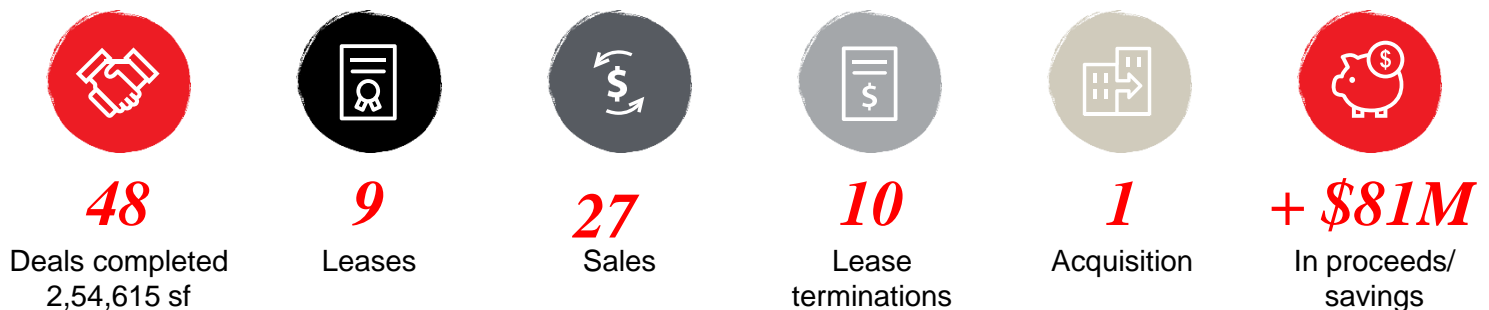 48
Deals completed
2,54,615 sf
9
Leases
27
Sales
10
Lease
terminations
1
Acquisition
+ $81M
In proceeds/
savings
$
$
$